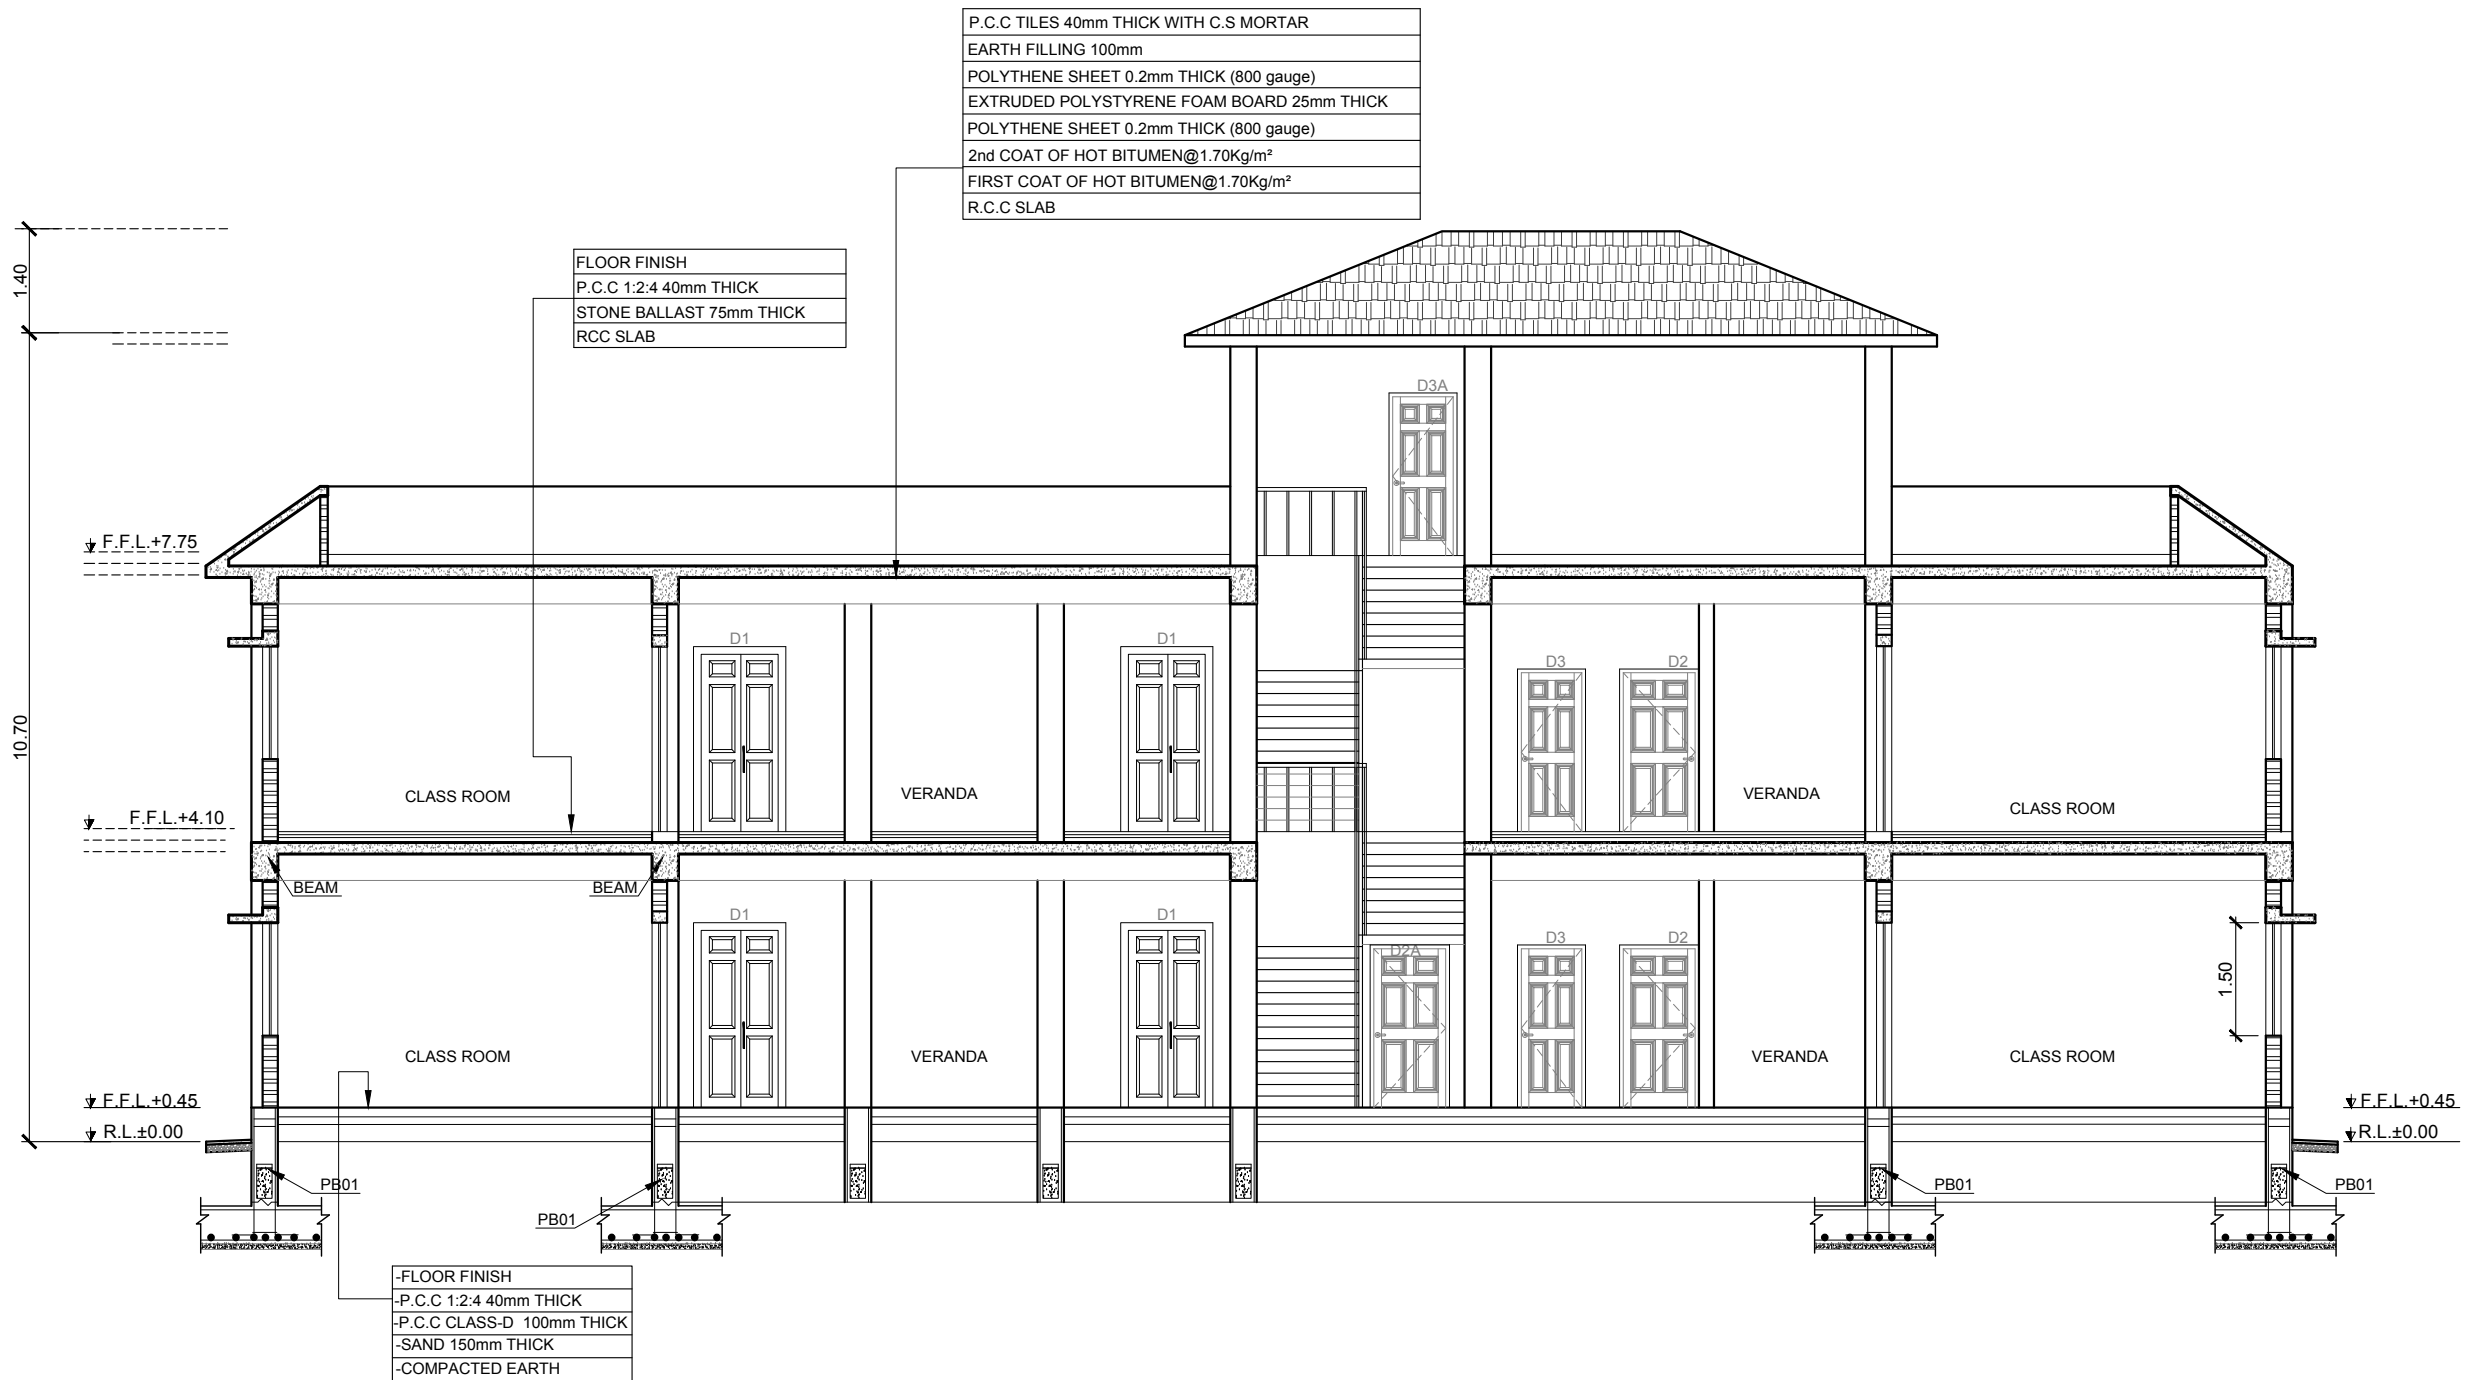 P.C.C TILES 40mm THICK WITH C.S MORTAR
EARTH FILLING 100mm
POLYTHENE SHEET 0.2mm THICK (800 gauge)
EXTRUDED POLYSTYRENE FOAM BOARD 25mm THICK
POLYTHENE SHEET 0.2mm THICK (800 gauge)
2nd COAT OF HOT BITUMEN@1.70Kg/m²
FIRST COAT OF HOT BITUMEN@1.70Kg/m²
R.C.C SLAB
FLOOR FINISH
P.C.C 1:2:4 40mm THICK
STONE BALLAST 75mm THICK
RCC SLAB
1.40
D3A
F.F.L.+7.75
D1
D1
D3
D2
10.70
CLASS ROOM
VERANDA
VERANDA
CLASS ROOM
F.F.L.+4.10
BEAM
BEAM
D1
D1
D2A
D3
D2
1.50
CLASS ROOM
VERANDA
VERANDA
CLASS ROOM
F.F.L.+0.45
F.F.L.+0.45
R.L.±0.00
R.L.±0.00
PB01
PB01
PB01
PB01
-FLOOR FINISH
-P.C.C 1:2:4 40mm THICK
-P.C.C CLASS-D 100mm THICK
-SAND 150mm THICK
-COMPACTED EARTH